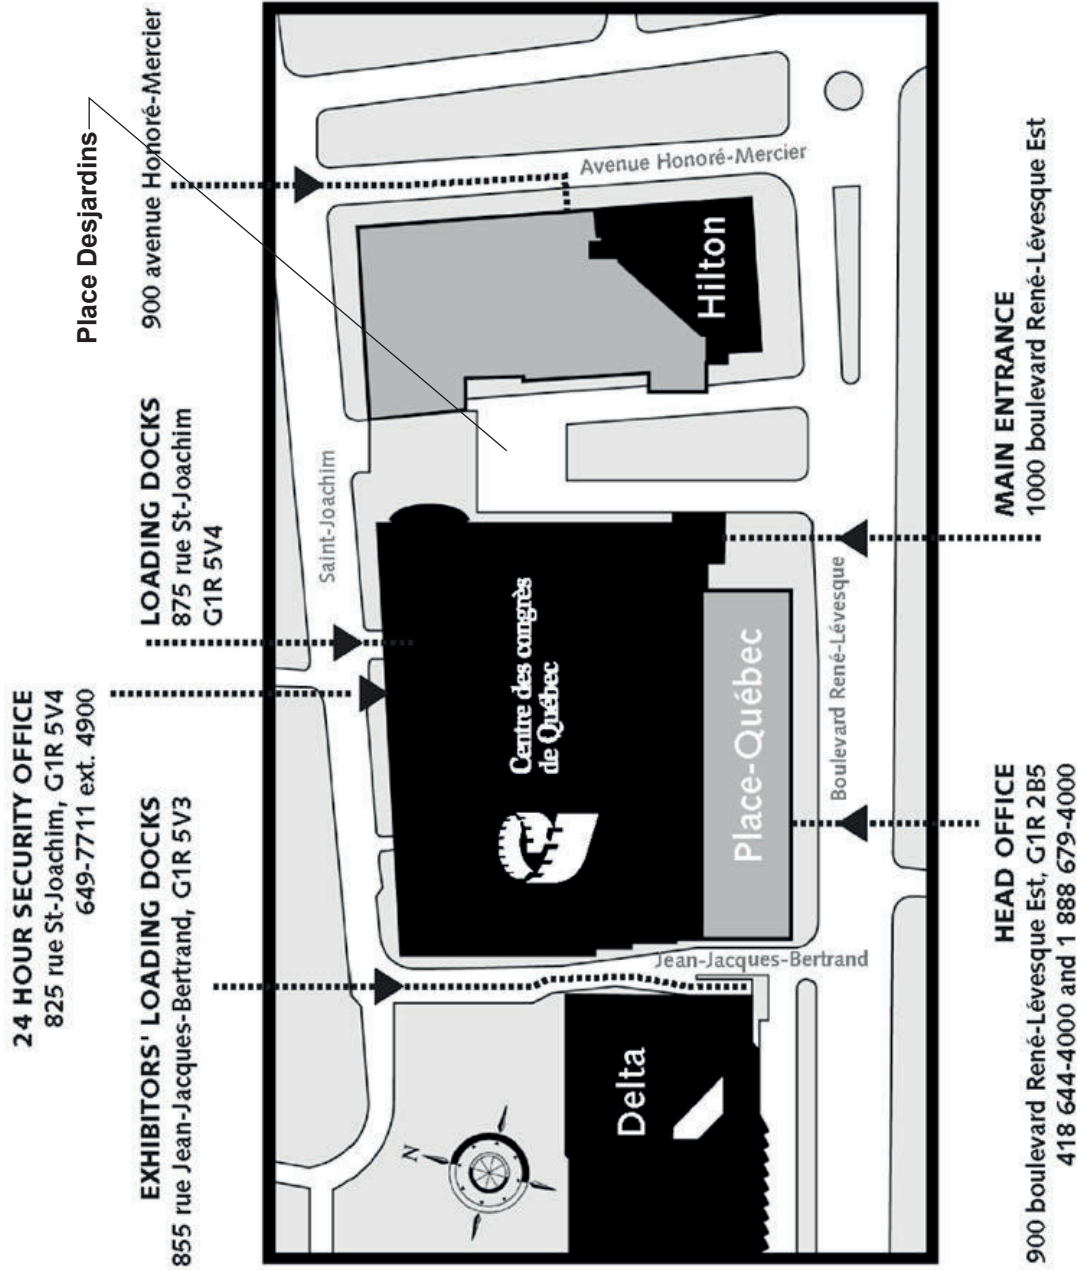 24 HOUR SECURITY OFFICE
825 rue St-Joachim, G1R 5V4
649-7711 ext. 4900
EXHIBITORS' LOADING DOCKS
855 rue Jean-Jacques-Bertrand, G1R 5V3
LOADING DOCKS
875 rue St-Joachim
G1R 5V4
Place Desjardins
900 avenue Honoré-Mercier
N
Saint-Joachim
Centre des congrès
de Québec
Delta
Jean-Jacques-Bertrand
Place-Québec
Hilton
Avenue Honoré-Mercier
Boulevard René-Lévesque
HEAD OFFICE
900 boulevard René-Lévesque Est, G1R 2B5
418 644-4000 and 1 888 679-4000
MAIN ENTRANCE
1000 boulevard René-Lévesque Est